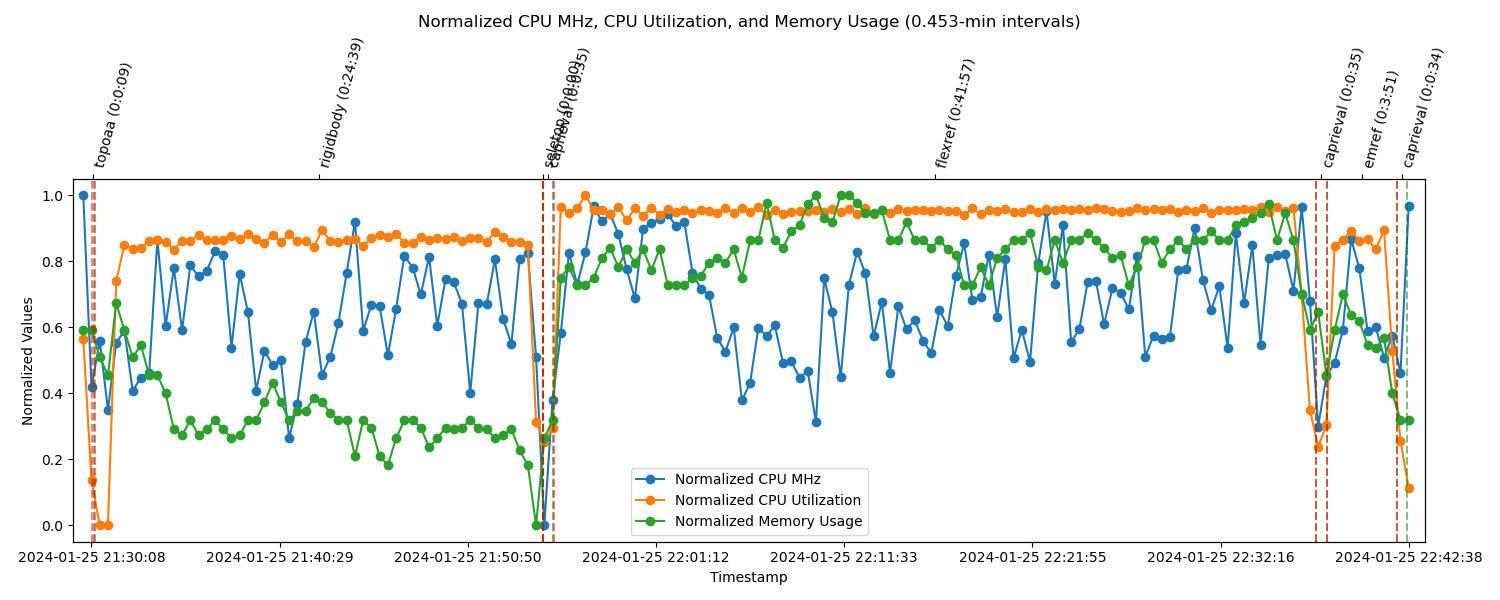 Normalized CPU MHz, CPU Utilization, and Memory Usage (0.453-min intervals)
topoaa (0:0:09)
rigidbody (0:24:39)
seletop (0:0:00)
caprieval (0:0:35)
flexref (0:41:57)
caprieval (0:0:35)
emref (0:3:51)
caprieval (0:0:34)
Normalized Values
1.0
0.8
0.6
0.4
0.2
0.0
Normalized CPU MHz
Normalized CPU Utilization
Normalized Memory Usage
2024-01-25 21:30:08
2024-01-25 21:40:29
2024-01-25 21:50:50
2024-01-25 22:01:12
2024-01-25 22:11:33
2024-01-25 22:21:55
2024-01-25 22:32:16
2024-01-25 22:42:38
Timestamp